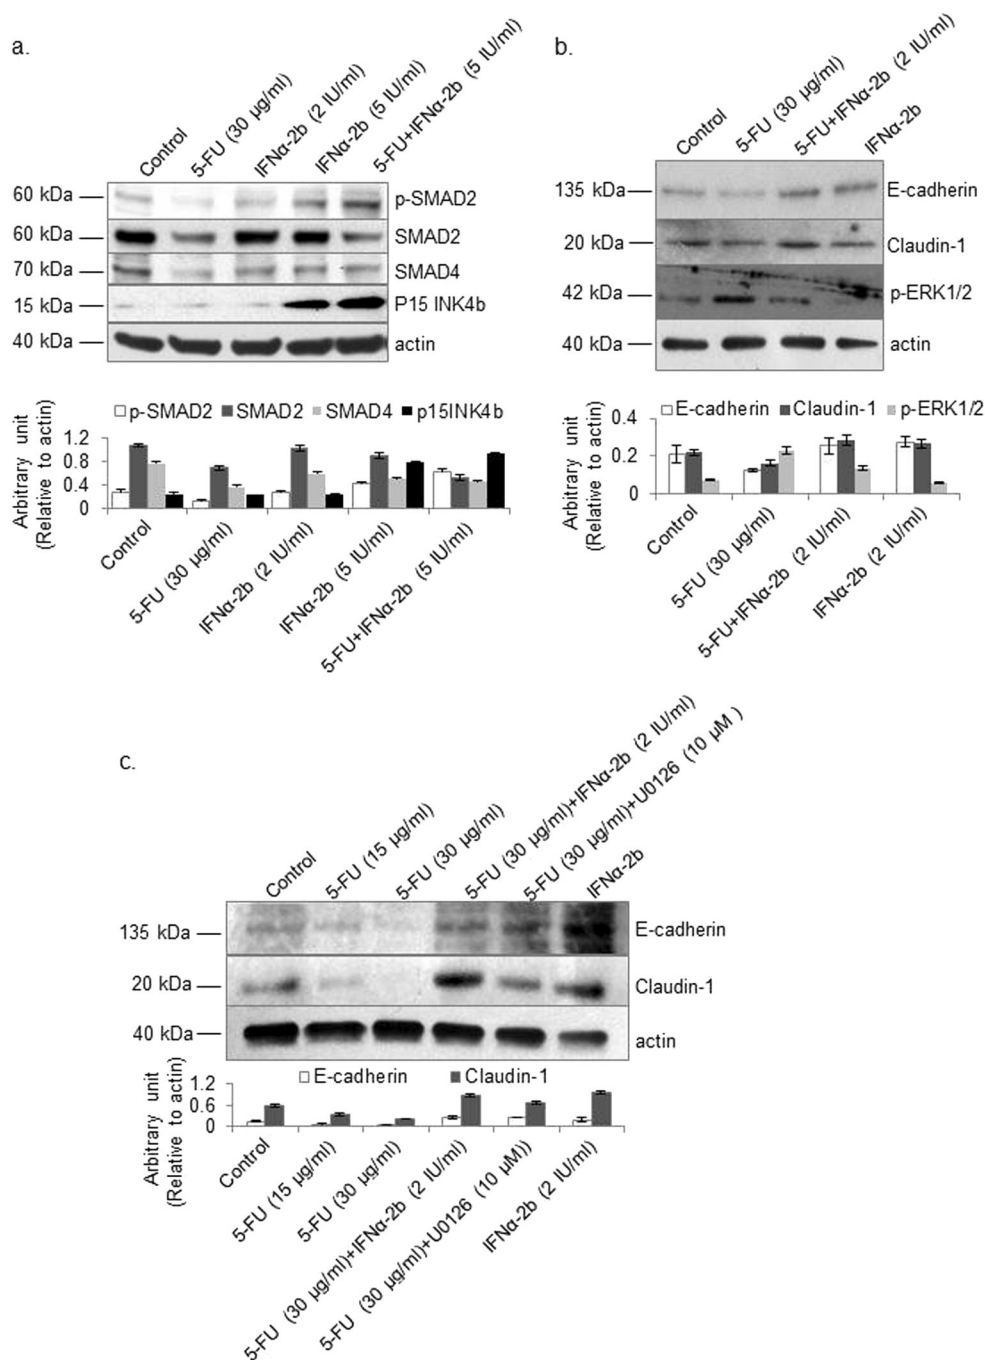 a.
Control
5-FU (30 µg/ml)
IFNα-2b (2 IU/ml)
IFNα-2b (5 IU/ml)
5-FU+IFNα-2b (5 IU/ml)
60 kDa
p-SMAD2
60 kDa
SMAD2
70 kDa
SMAD4
15 kDa
P15 INK4b
40 kDa
actin
p-SMAD2 SMAD2 SMAD4 p15INK4b
Arbitrary unit
(Relative to actin)
1.2
0.8
0.4
0
Control
5-FU (30 µg/ml)
IFNα-2b (2 IU/ml)
IFNα-2b (5 IU/ml)
5-FU+IFNα-2b (5 IU/ml)
b.
Control
5-FU (30 µg/ml)
5-FU+IFNα-2b (2 IU/ml)
IFNα-2b
135 kDa
E-cadherin
20 kDa
Claudin-1
42 kDa
p-ERK1/2
40 kDa
actin
E-cadherin Claudin-1 p-ERK1/2
Arbitrary unit
(Relative to actin)
0.4
0.2
0
Control
5-FU (30 µg/ml)
5-FU+IFNα-2b (2 IU/ml)
IFNα-2b (2 IU/ml)
c.
Control
5-FU (15 µg/ml)
5-FU (30 µg/ml)
5-FU (30 µg/ml)+IFNα-2b (2 IU/ml)
5-FU (30 µg/ml)+U0126 (10 µM )
IFNα-2b
135 kDa
E-cadherin
20 kDa
Claudin-1
40 kDa
actin
E-cadherin Claudin-1
Arbitrary unit
(Relative to actin)
1.2
0.6
0
Control
5-FU (15 µg/ml)
5-FU (30 µg/ml)
5-FU (30 µg/ml)+IFNα-2b (2 IU/ml)
5-FU (30 µg/ml)+U0126 (10 µM))
IFNα-2b (2 IU/ml)